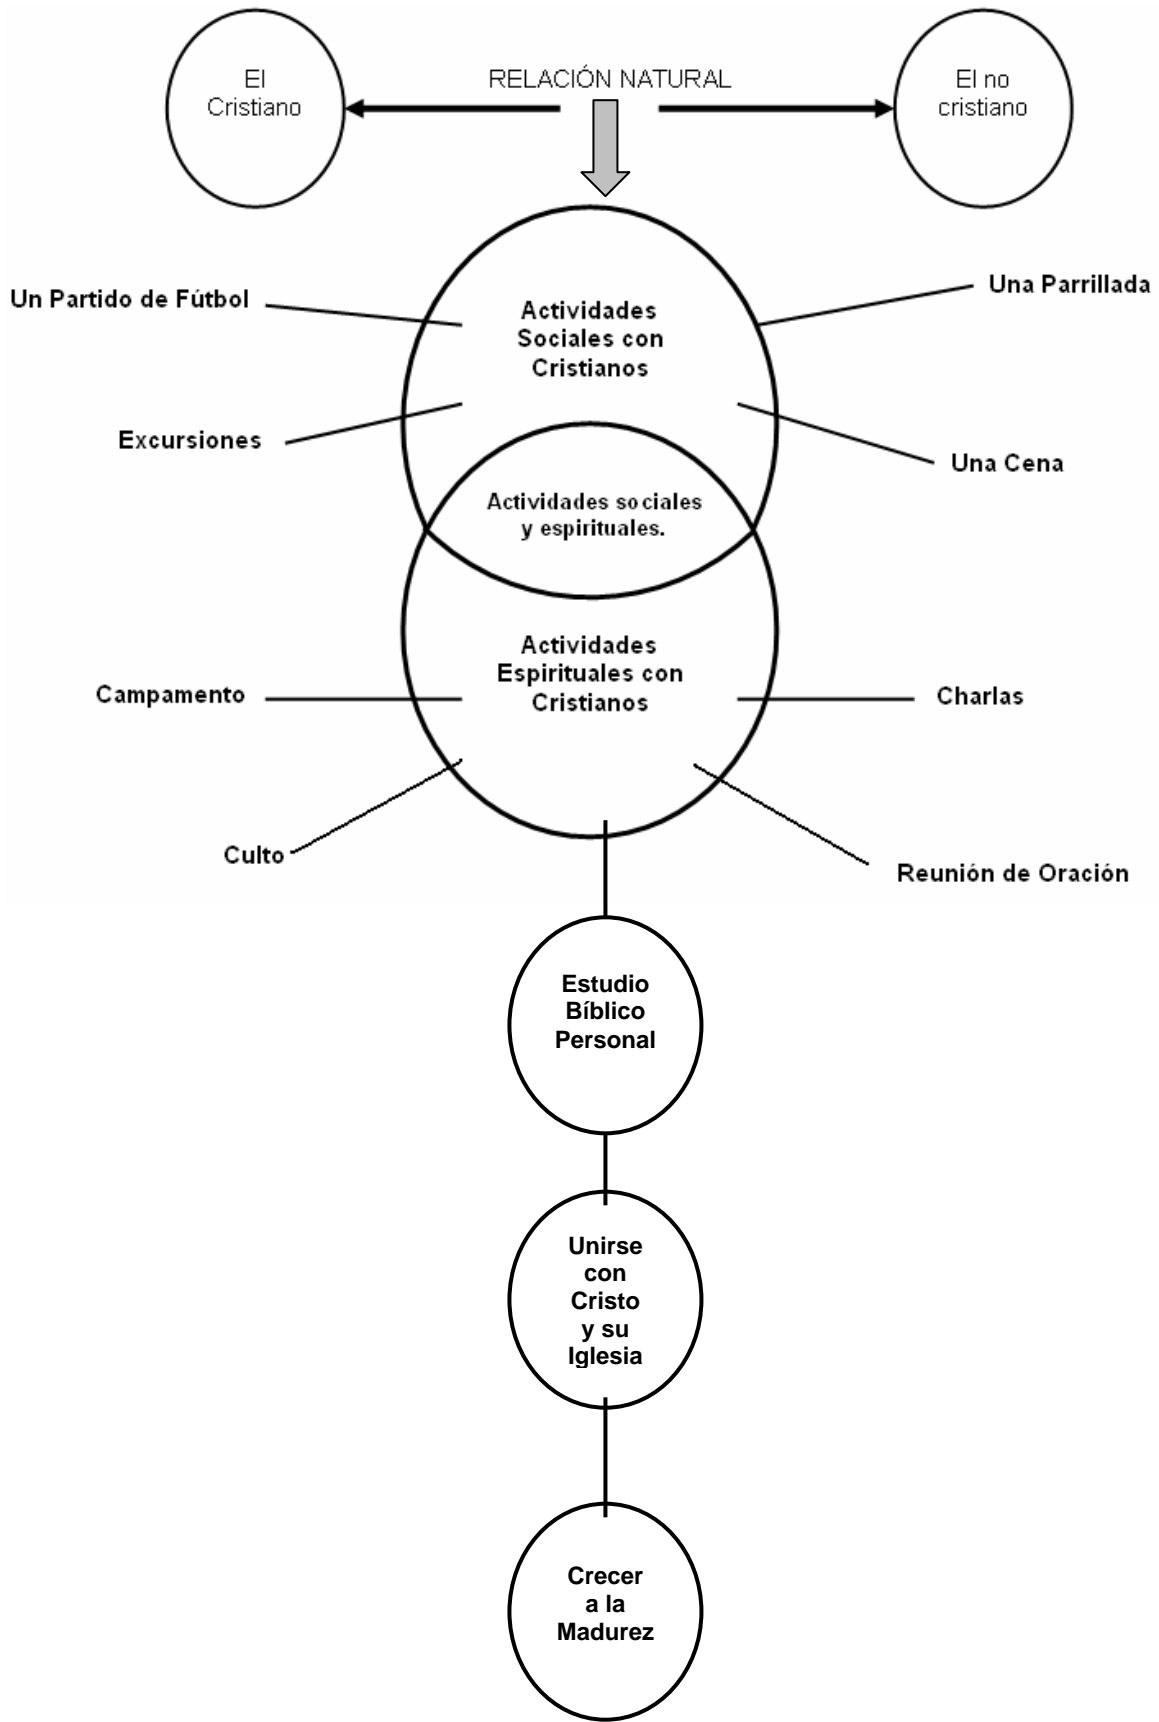 El
Cristiano
RELACIÓN NATURAL
El no
cristiano
Un Partido de Fútbol
Una Parrillada
Actividades
Sociales con
Cristianos
Excursiones
Una Cena
Actividades sociales
y espirituales.
Actividades
Espirituales con
Cristianos
Campamento
Charlas
Culto
Reunión de Oración
Estudio
Bíblico
Personal
Unirse
con
Cristo
y su
Iglesia
Crecer
a la
Madurez